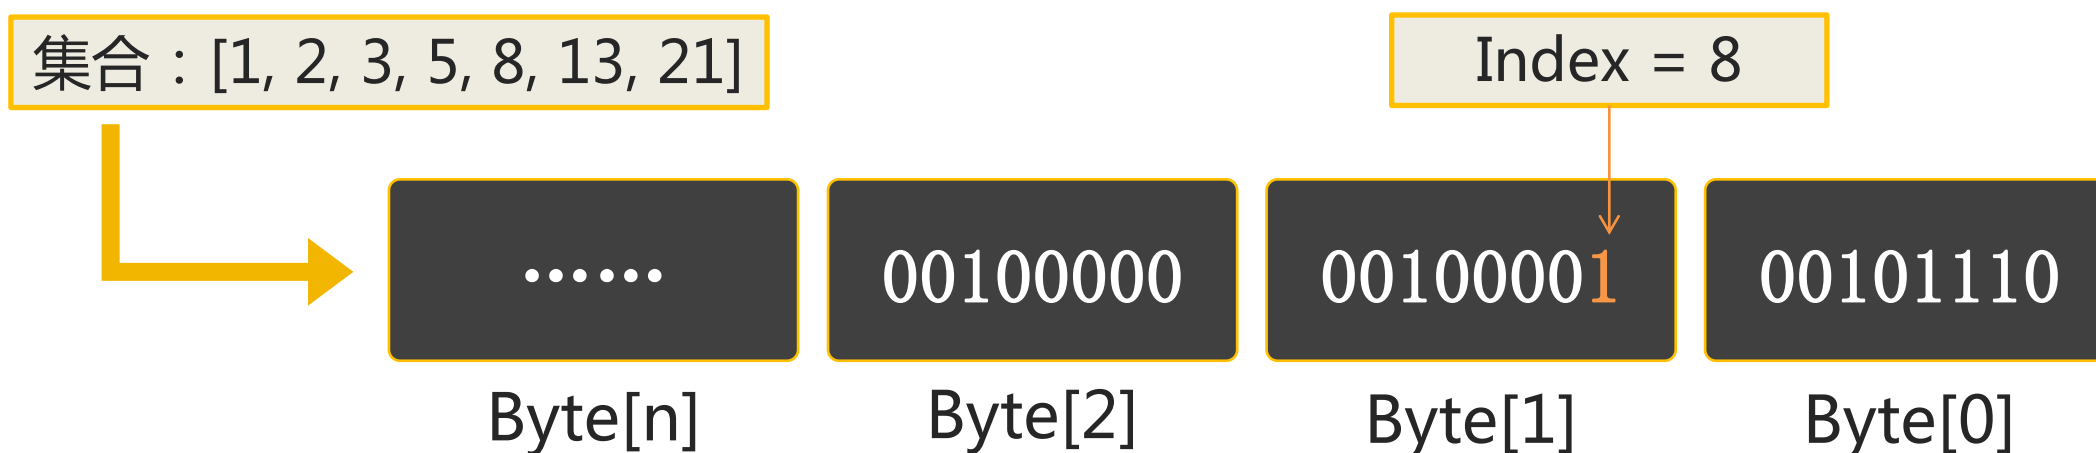 集合：[1, 2, 3, 5, 8, 13, 21]
Index = 8
……
00100000
00100001
00101110
Byte[n]
Byte[2]
Byte[1]
Byte[0]